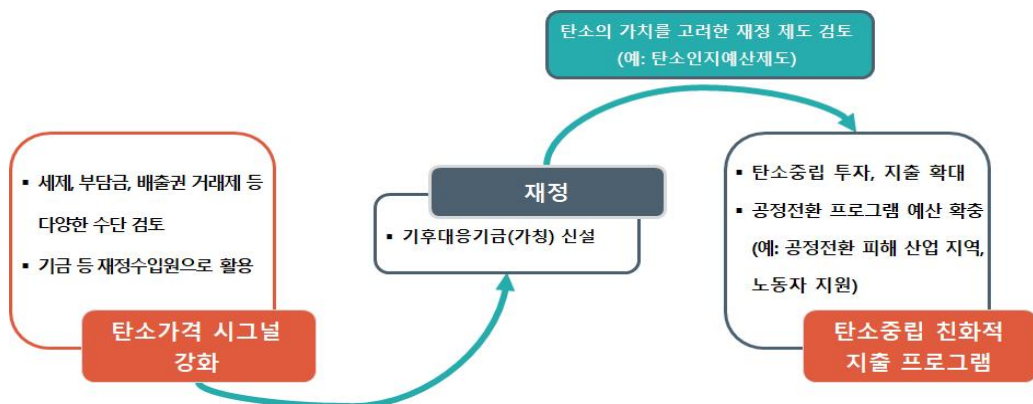 탄소의 가치를 고려한 재정 제도 검토
(예: 탄소인지예산제도)
▪ 세제, 부담금, 배출권 거래제 등
다양한 수단 검토
▪ 기금 등 재정수입원으로 활용
탄소가격 시그널
강화
재정
▪ 기후대응기금(가칭) 신설
▪ 탄소중립 투자, 지출 확대
▪ 공정전환 프로그램 예산 확충
(예: 공정전환 피해 산업 지역,
노동자 지원)
탄소중립 친화적
지출 프로그램